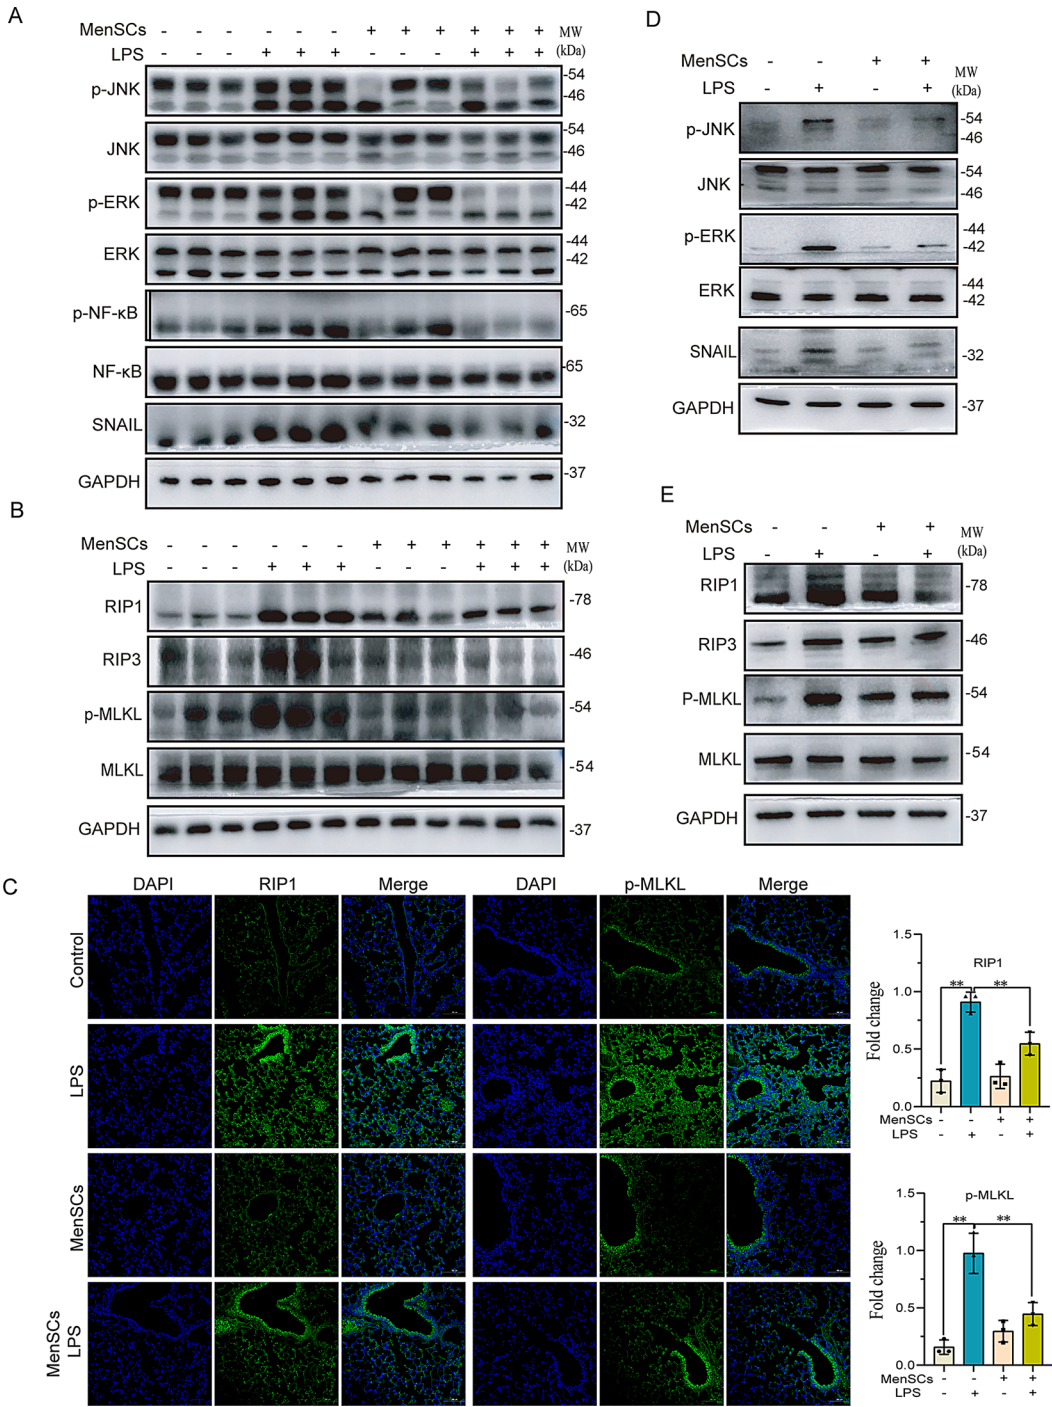 A
MenSCs - - - - - - + + + + + + MW
LPS - - - + + + - - - + + + (kDa)
p-JNK -54
-46
JNK -54
-46
p-ERK -44
-42
ERK -44
-42
p-NF-κB -65
NF-κB -65
SNAIL -32
GAPDH -37
B
MenSCs - - - - - - + + + + + + MW
LPS - - - + + + - - - + + + (kDa)
RIP1 -78
RIP3 -46
p-MLKL -54
MLKL -54
GAPDH -37
D
MenSCs - - + + MW
LPS - + - + (kDa)
p-JNK -54
-46
JNK -54
-46
p-ERK -44
-42
ERK -44
-42
SNAIL -32
GAPDH -37
E
MenSCs - - + + MW
LPS - + - + (kDa)
RIP1 -78
RIP3 -46
P-MLKL -54
MLKL -54
GAPDH -37
C
DAPI RIP1 Merge DAPI p-MLKL Merge
Control
LPS
MenSCs
MenSCs
LPS
RIP1
Fold change
1.5
1.0
0.5
0.0
** **
MenSCs - - + +
LPS - + - +
p-MLKL
Fold change
1.5
1.0
0.5
0.0
** **
MenSCs - - + +
LPS - + - +